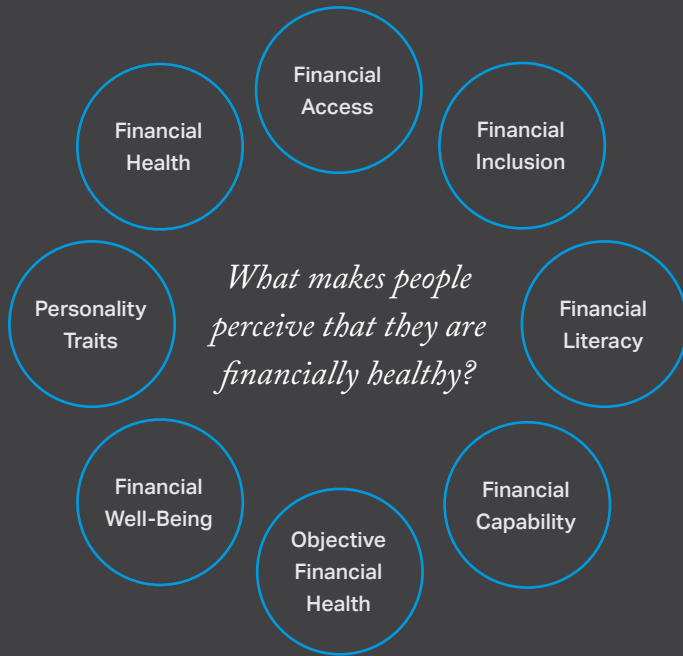 Financial
Access
Financial
Inclusion
Financial
Literacy
Financial
Capability
Objective
Financial
Health
Financial
Well-Being
Personality
Traits
Financial
Health
What makes people
perceive that they are
financially healthy?